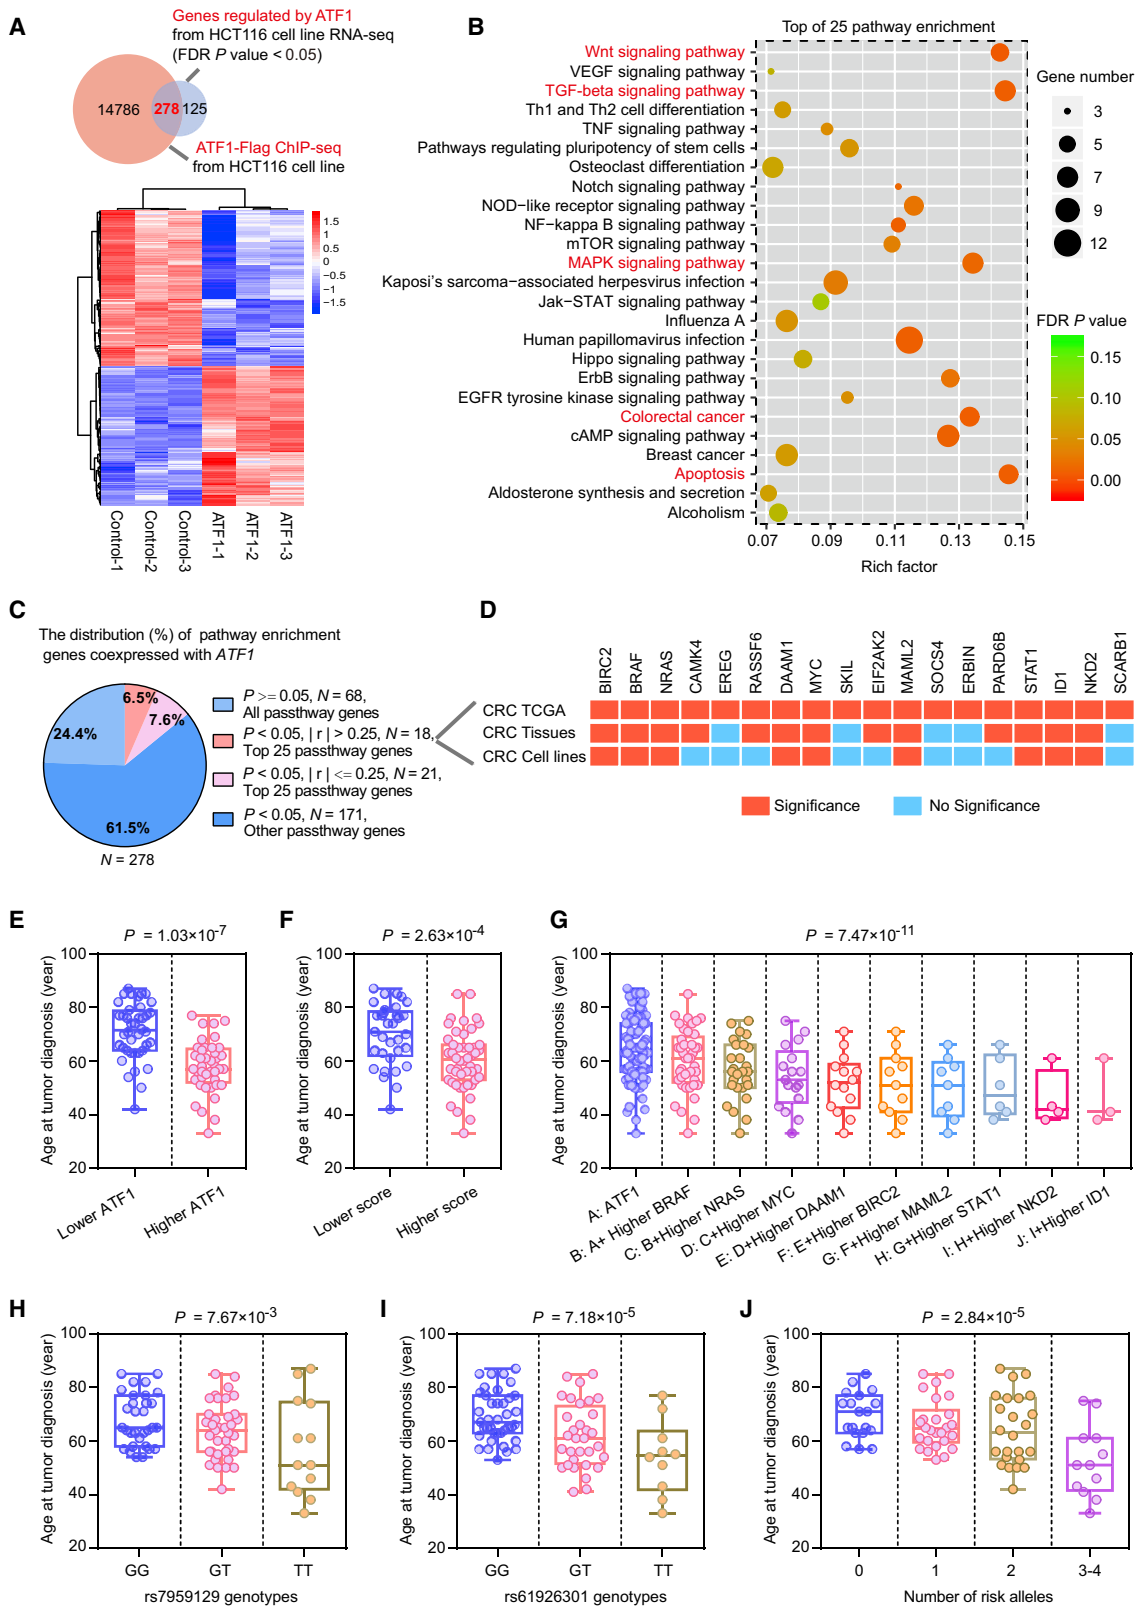 A
Genes regulated by ATF1
from HCT116 cell line RNA-seq
(FDR P value < 0.05)
14786
278
125
ATF1-Flag ChIP-seq
from HCT116 cell line
1.5
1
0.5
0
−0.5
−1
−1.5
Control-1
Control-2
Control-3
ATF1-1
ATF1-2
ATF1-3
B
Top of 25 pathway enrichment
Wnt signaling pathway
VEGF signaling pathway
TGF-beta signaling pathway
Th1 and Th2 cell differentiation
TNF signaling pathway
Pathways regulating pluripotency of stem cells
Osteoclast differentiation
Notch signaling pathway
NOD-like receptor signaling pathway
NF−kappa B signaling pathway
mTOR signaling pathway
MAPK signaling pathway
Kaposi's sarcoma−associated herpesvirus infection
Jak−STAT signaling pathway
Influenza A
Human papillomavirus infection
Hippo signaling pathway
ErbB signaling pathway
EGFR tyrosine kinase signaling pathway
Colorectal cancer
cAMP signaling pathway
Breast cancer
Apoptosis
Aldosterone synthesis and secretion
Alcoholism
0.07
0.09
0.11
0.13
0.15
Rich factor
Gene number
3
5
7
9
12
FDR P value
0.15
0.10
0.05
0.00
C
The distribution (%) of pathway enrichment
genes coexpressed with ATF1
6.5%
7.6%
24.4%
61.5%
N = 278
P >= 0.05, N = 68,
All passthway genes
P < 0.05, | r | > 0.25, N = 18,
Top 25 passthway genes
P < 0.05, | r | <= 0.25, N = 21,
Top 25 passthway genes
P < 0.05, N = 171,
Other passthway genes
D
BIRC2
BRAF
NRAS
CAMK4
EREG
RASSF6
DAAM1
MYC
SKIL
EIF2AK2
MAML2
SOCS4
ERBIN
PARD6B
STAT1
ID1
NKD2
SCARB1
CRC TCGA
CRC Tissues
CRC Cell lines
Significance
No Significance
E
P = 1.03×10-7
Age at tumor diagnosis (year)
100
80
60
40
20
Lower ATF1
Higher ATF1
F
P = 2.63×10-4
Age at tumor diagnosis (year)
100
80
60
40
20
Lower score
Higher score
G
P = 7.47×10-11
Age at tumor diagnosis (year)
100
80
60
40
20
A: ATF1
B: A+ Higher BRAF
C: B+Higher NRAS
D: C+Higher MYC
E: D+Higher DAAM1
F: E+Higher BIRC2
G: F+Higher MAML2
H: G+Higher STAT1
I: H+Higher NKD2
J: I+Higher ID1
H
P = 7.67×10-3
Age at tumor diagnosis (year)
100
80
60
40
20
GG
GT
TT
rs7959129 genotypes
I
P = 7.18×10-5
Age at tumor diagnosis (year)
100
80
60
40
20
GG
GT
TT
rs61926301 genotypes
J
P = 2.84×10-5
Age at tumor diagnosis (year)
100
80
60
40
20
0
1
2
3-4
Number of risk alleles